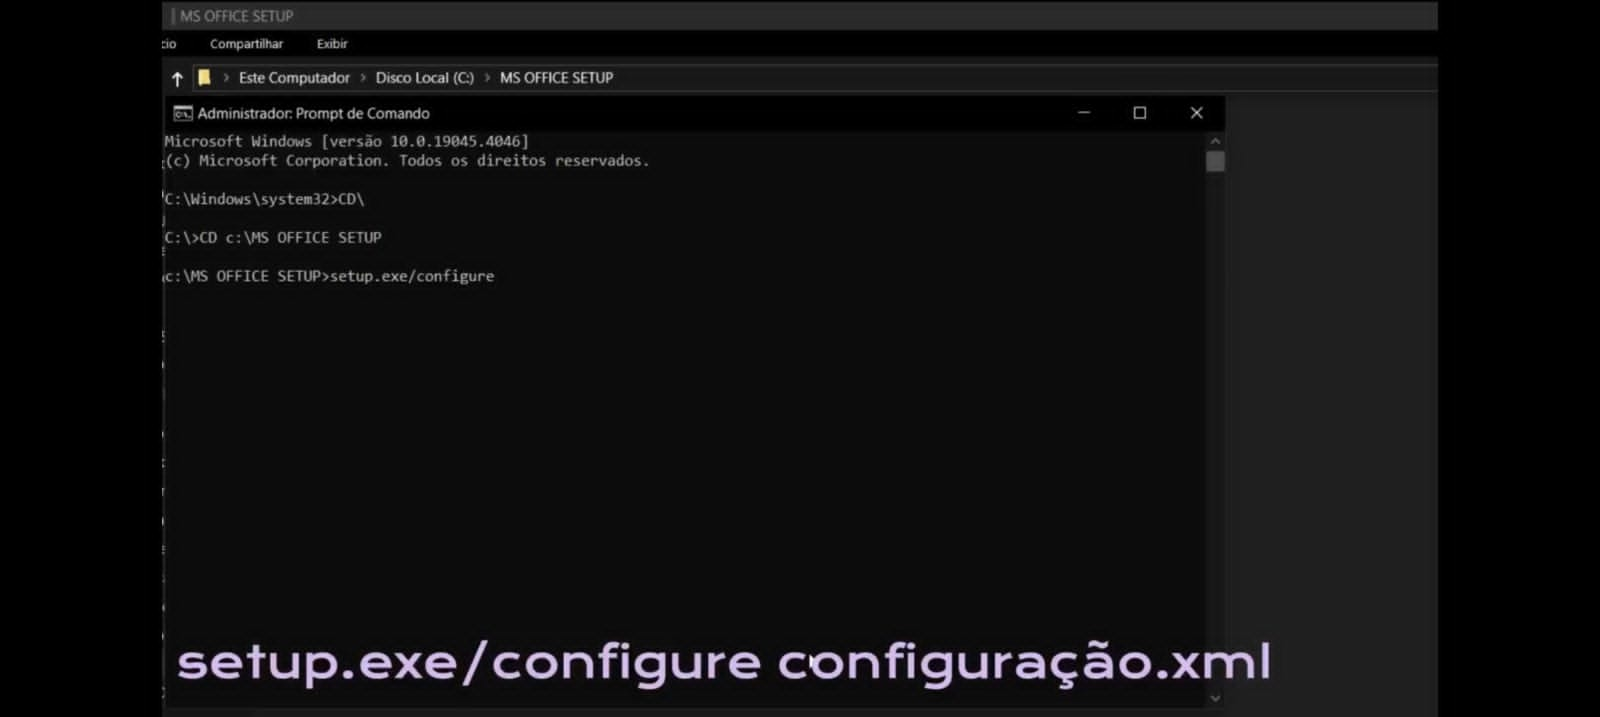 MS OFFICE SETUP
cio Compartilhar Exibir
Este Computador > Disco Local (C:) > MS OFFICE SETUP
Administrador: Prompt de Comando
Microsoft Windows [versão 10.0.19045.4046]
(c) Microsoft Corporation. Todos os direitos reservados.
C:\Windows\system32>CD\
C:\>CD c:\MS OFFICE SETUP
c:\MS OFFICE SETUP>setup.exe/configure
setup.exe/configure configuração.xml